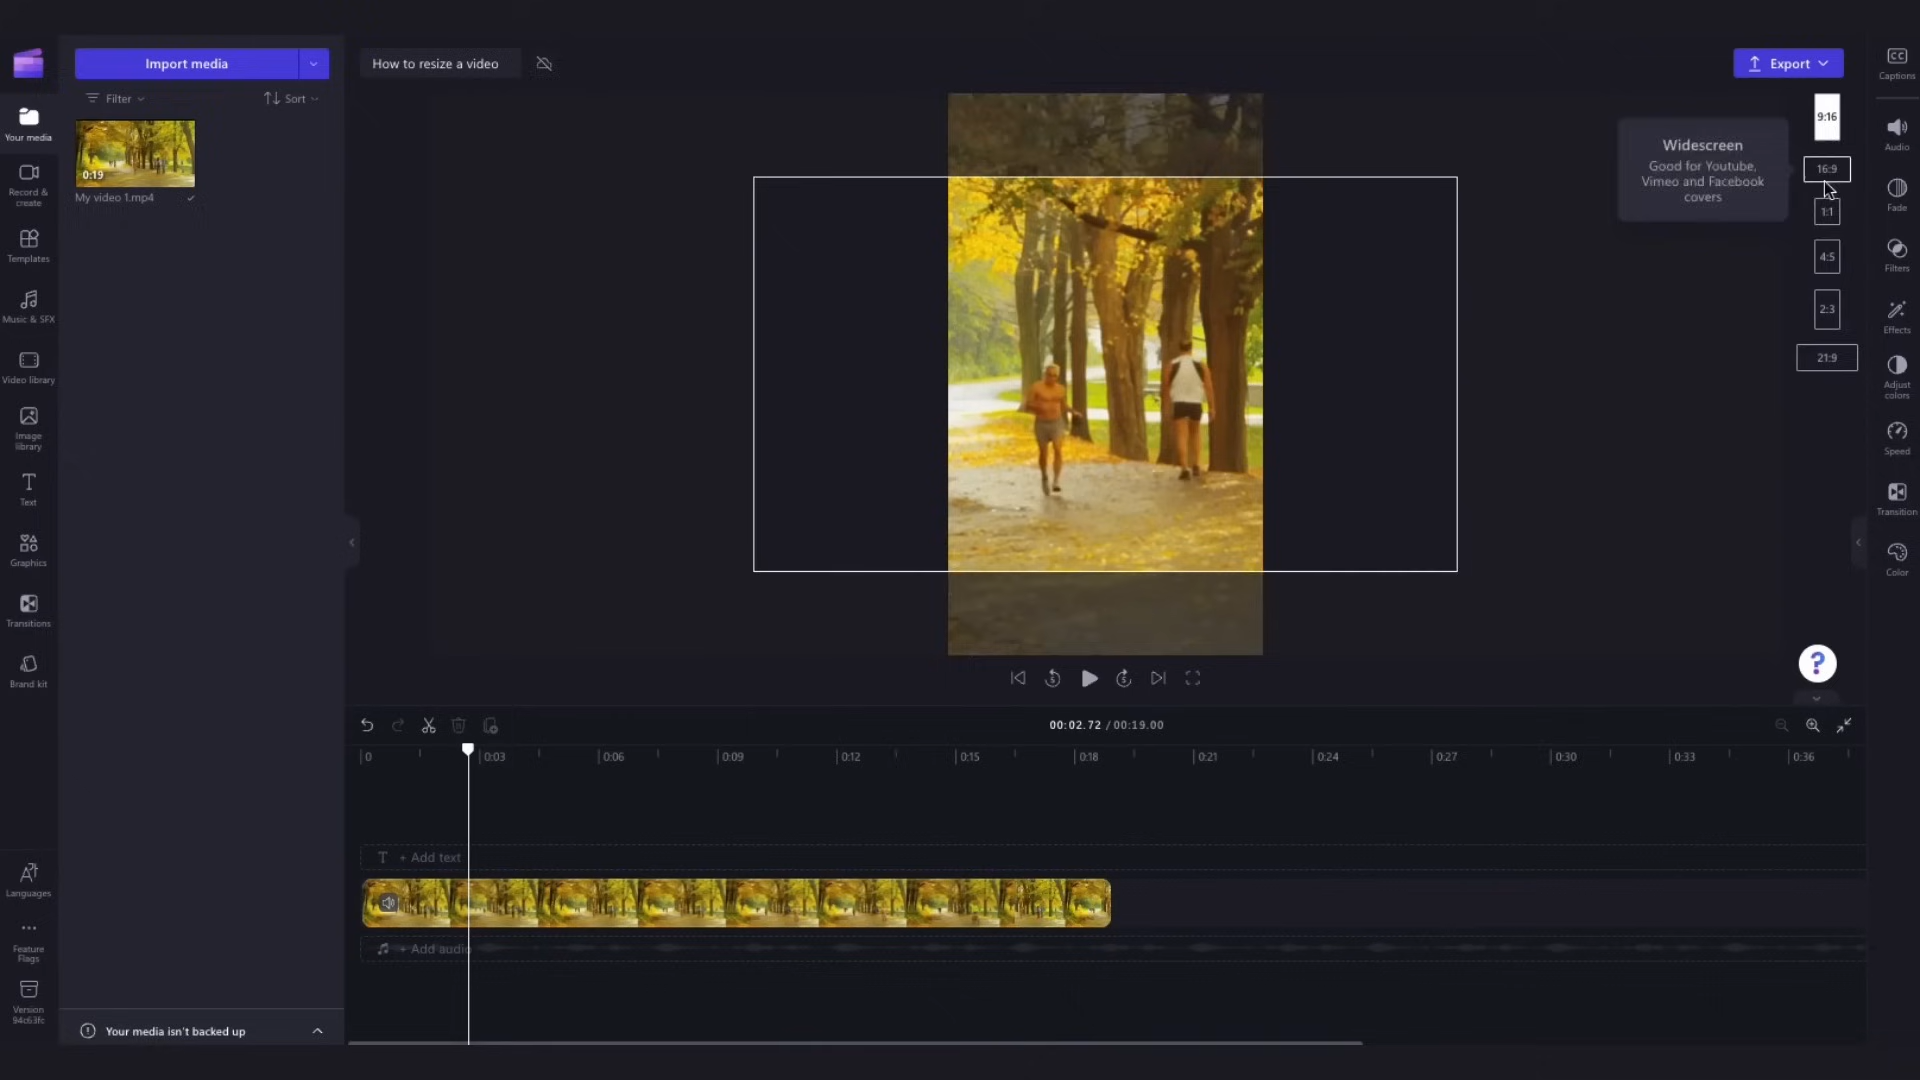 Import media
How to resize a video
Export
Captions
Filter
Sort
0:19
My video 1.mp4
Your media
Record &
create
Templates
Music & SFX
Video library
Image
library
Text
Graphics
Transitions
Brand kit
Languages
Feature
Flags
Version
94c63fc
Your media isn't backed up
Widescreen
Good for Youtube,
Vimeo and Facebook
covers
9:16
16:9
1:1
4:5
2:3
21:9
CC
Audio
Fade
Filters
Effects
Adjust
colors
Speed
Transition
Color
?
5
5
00:02.72 / 00:19.00
0
0:03
0:06
0:09
0:12
0:15
0:18
0:21
0:24
0:27
0:30
0:33
0:36
T + Add text
+ Add audio